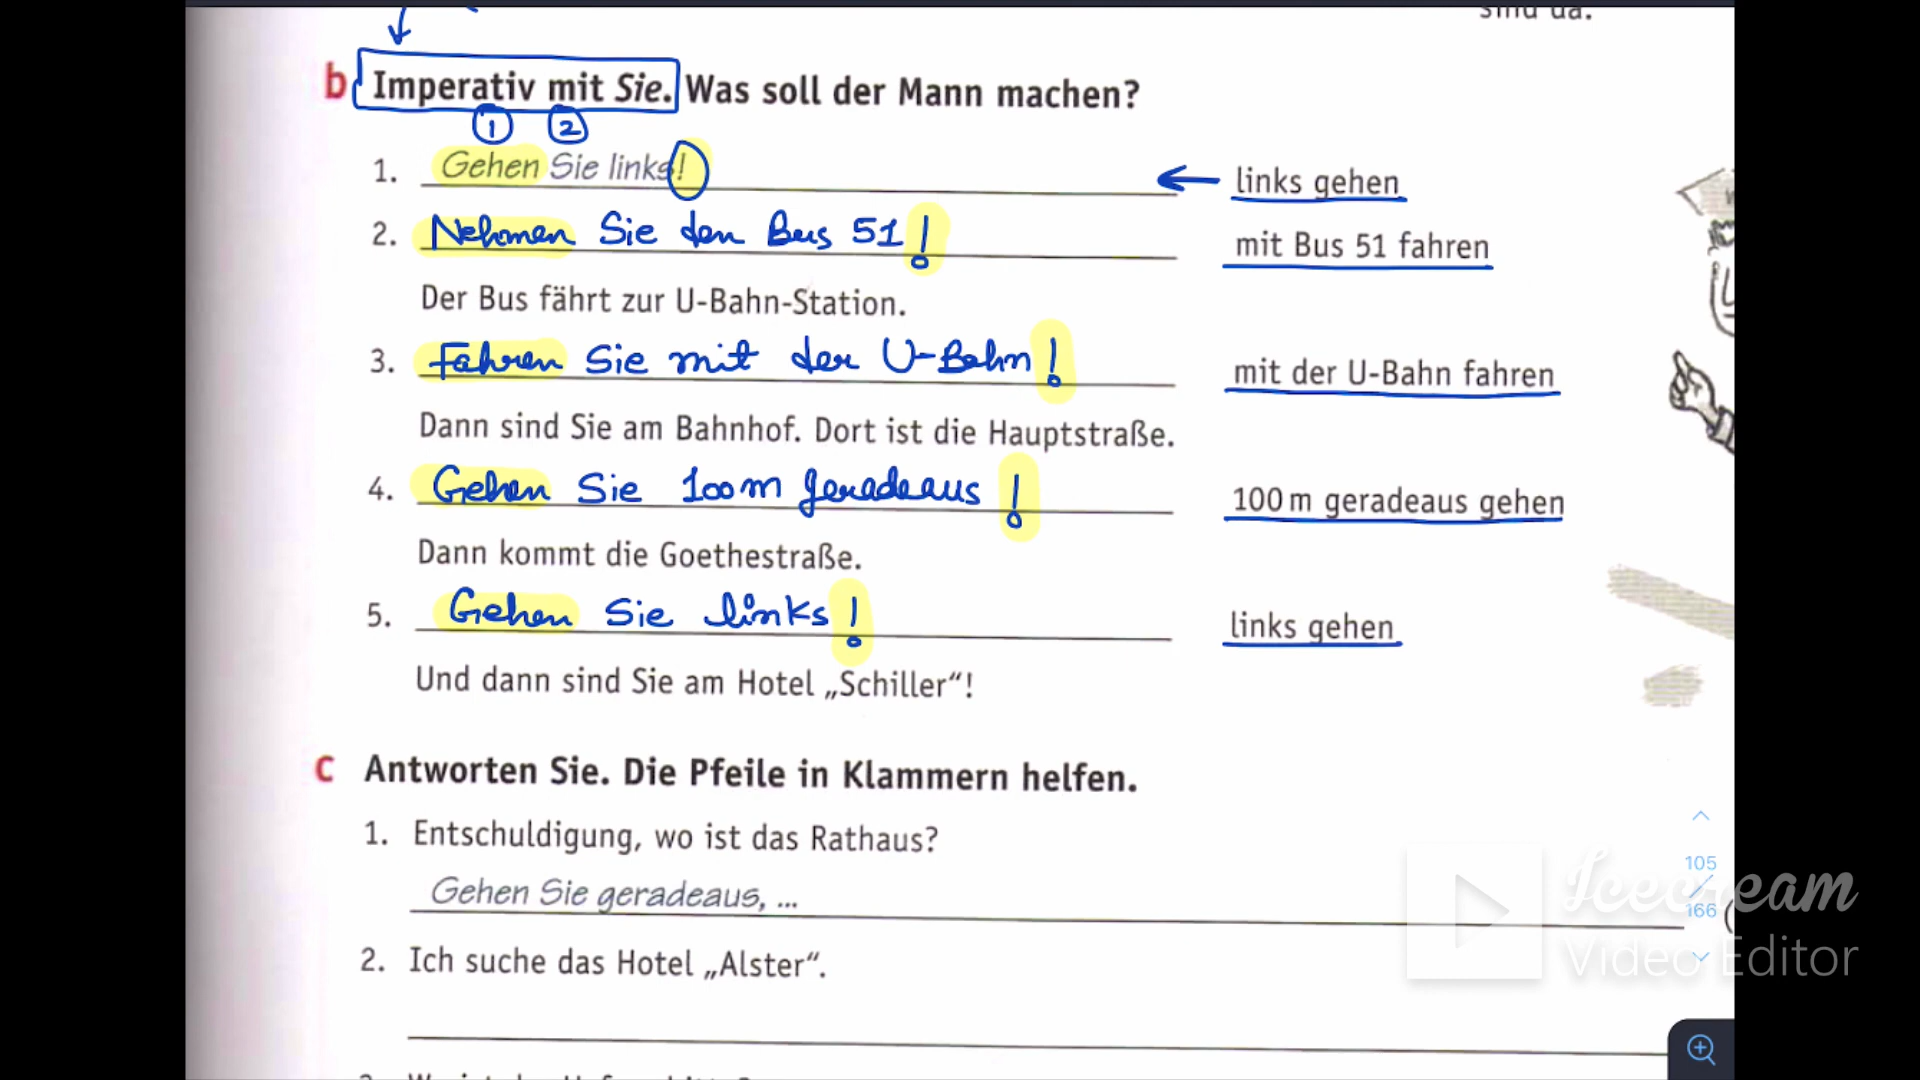 sind da.
b Imperativ mit Sie. Was soll der Mann machen?
1 2
1. Gehen Sie links! links gehen
2. Nehmen Sie den Bus 51! mit Bus 51 fahren
Der Bus fährt zur U-Bahn-Station.
3. Fahren Sie mit der U-Bahn! mit der U-Bahn fahren
Dann sind Sie am Bahnhof. Dort ist die Hauptstraße.
4. Gehen Sie 100m geradeaus! 100 m geradeaus gehen
Dann kommt die Goethestraße.
5. Gehen Sie links! links gehen
Und dann sind Sie am Hotel „Schiller“!
c Antworten Sie. Die Pfeile in Klammern helfen.
1. Entschuldigung, wo ist das Rathaus?
Gehen Sie geradeaus, ...
2. Ich suche das Hotel „Alster“.
105
166
Icecream
Video Editor